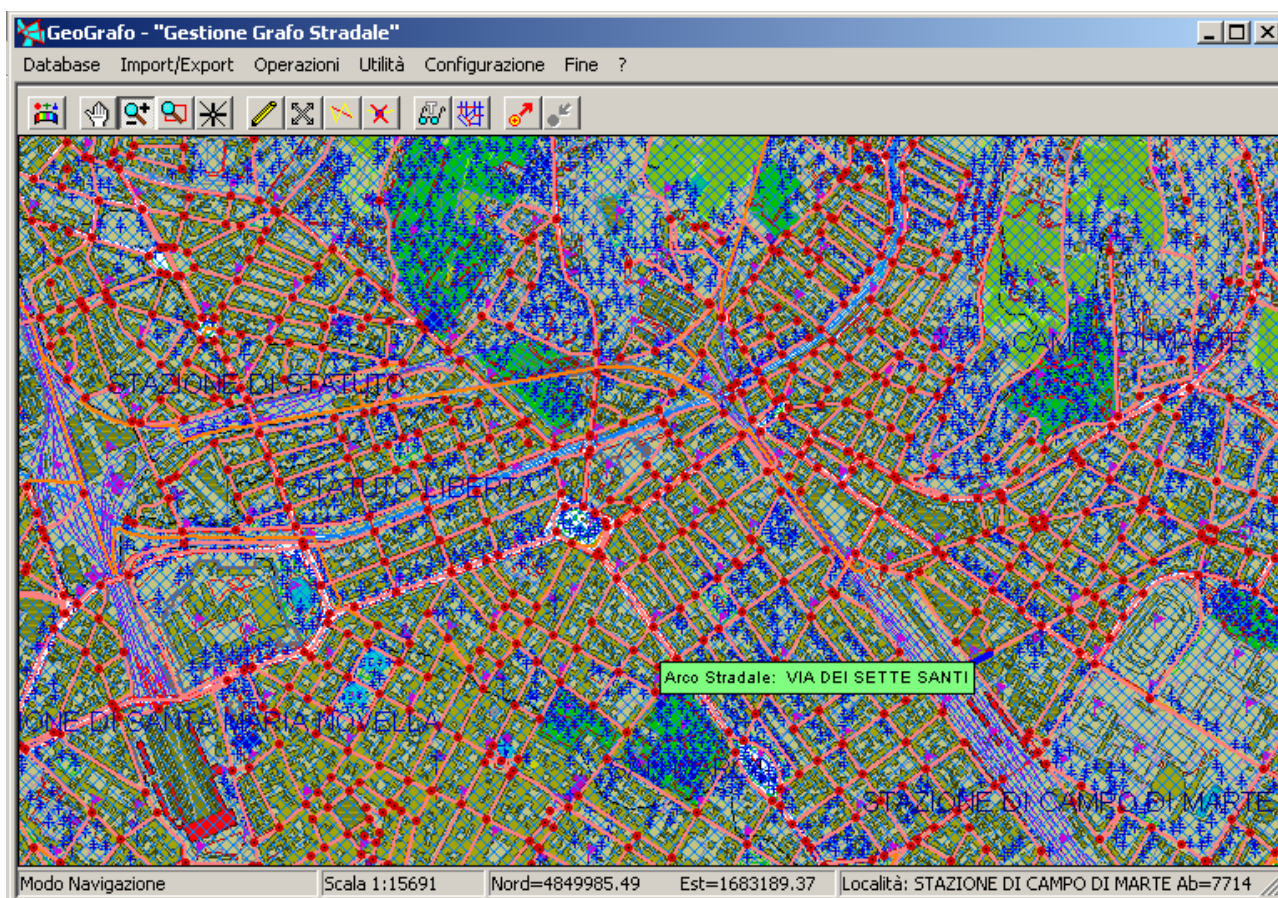 GeoGrafo - "Gestione Grafo Stradale"
Database Import/Export Operazioni Utilità Configurazione Fine ?
CAMPO DI MARTE
STAZIONE DI STATUTO
STATUTO LIBERTA
Arco Stradale: VIA DEI SETTE SANTI
IONE DI SANTA MARIA NOVELLA
STAZIONE DI CAMPO DI MARTE
Modo Navigazione Scala 1:15691 Nord=4849985.49 Est=1683189.37 Località: STAZIONE DI CAMPO DI MARTE Ab=7714